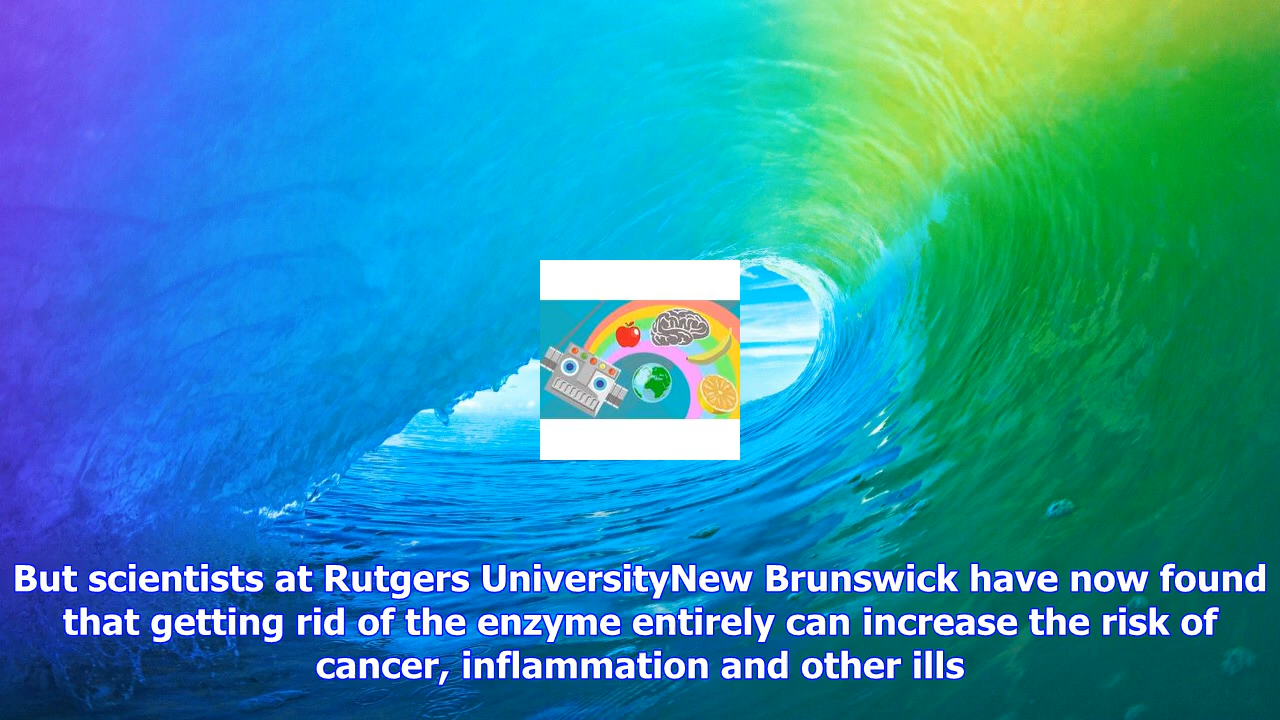 But scientists at Rutgers UniversityNew Brunswick have now found
that getting rid of the enzyme entirely can increase the risk of
cancer, inflammation and other ills